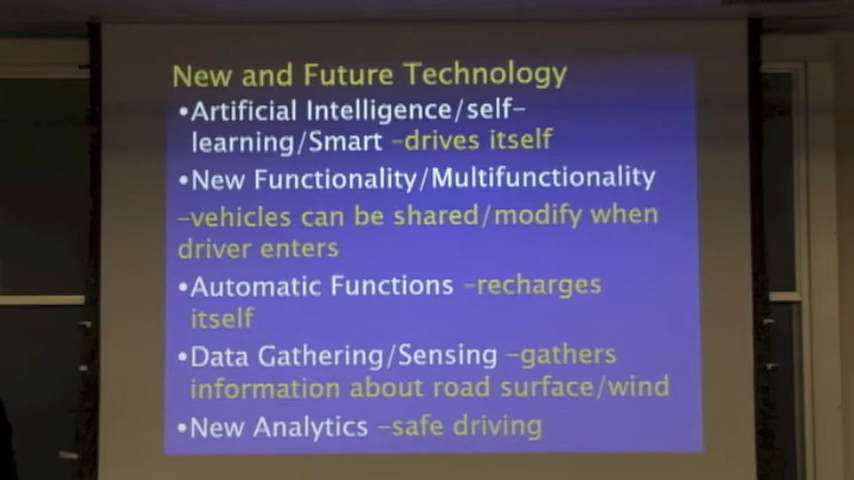 New and Future Technology
•Artificial Intelligence/self-
learning/Smart –drives itself
•New Functionality/Multifunctionality
–vehicles can be shared/modify when
driver enters
•Automatic Functions –recharges
itself
•Data Gathering/Sensing –gathers
information about road surface/wind
•New Analytics –safe driving